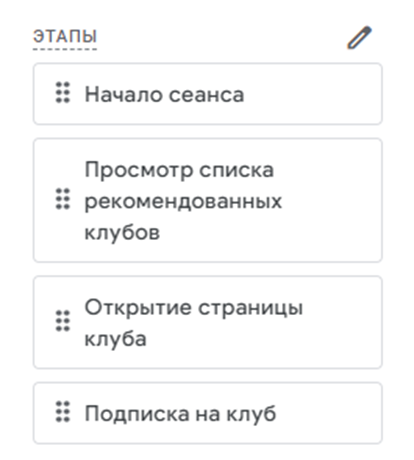 ЭТАПЫ
Начало сеанса
Просмотр списка
рекомендованных
клубов
Открытие страницы
клуба
Подписка на клуб